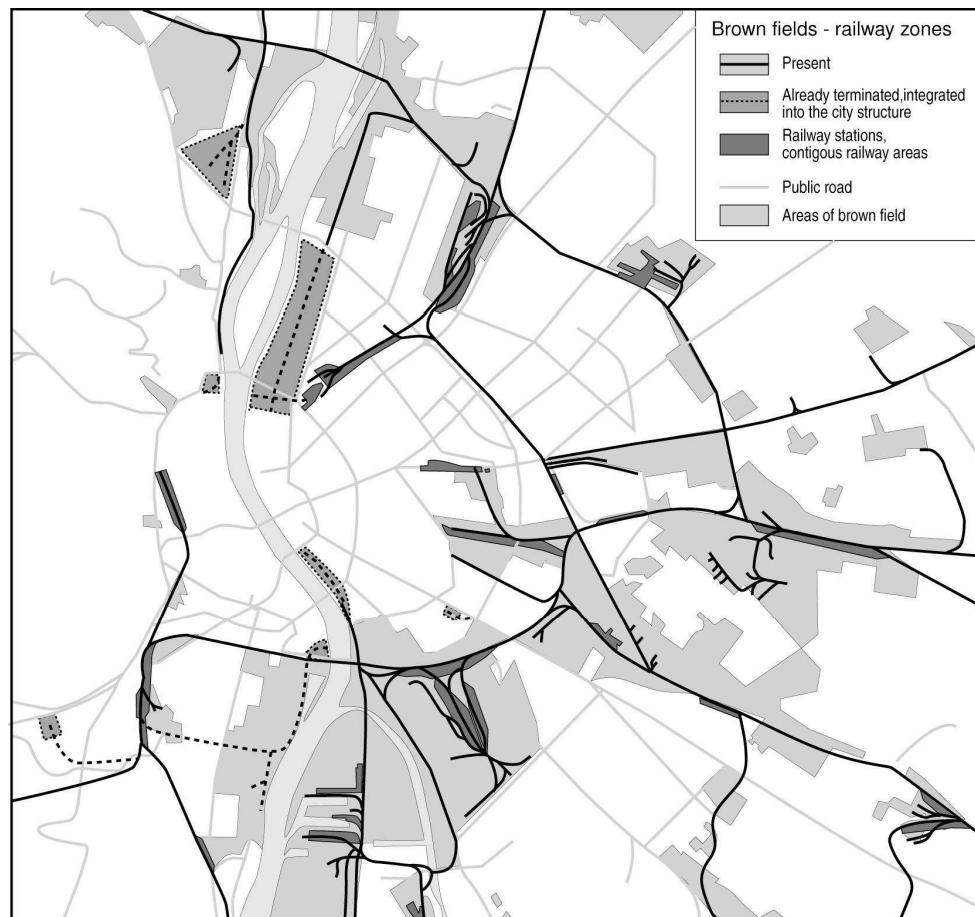 Brown fields - railway zones
Present
Already terminated,integrated
into the city structure
Railway stations,
contigous railway areas
Public road
Areas of brown field